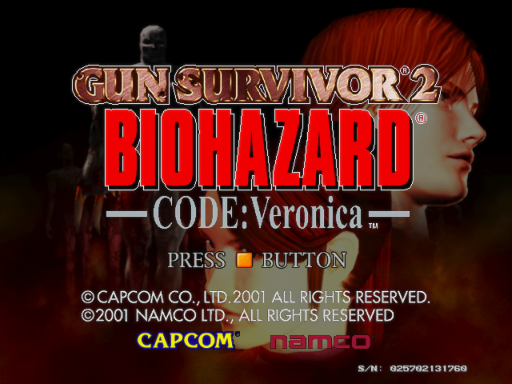 GUN SURVIVOR® 2
BIOHAZARD®
CODE:Veronica™
PRESS BUTTON
©CAPCOM CO., LTD. 2001 ALL RIGHTS RESERVED.
©2001 NAMCO LTD., ALL RIGHTS RESERVED
CAPCOM® namco
S/N: 025702131760